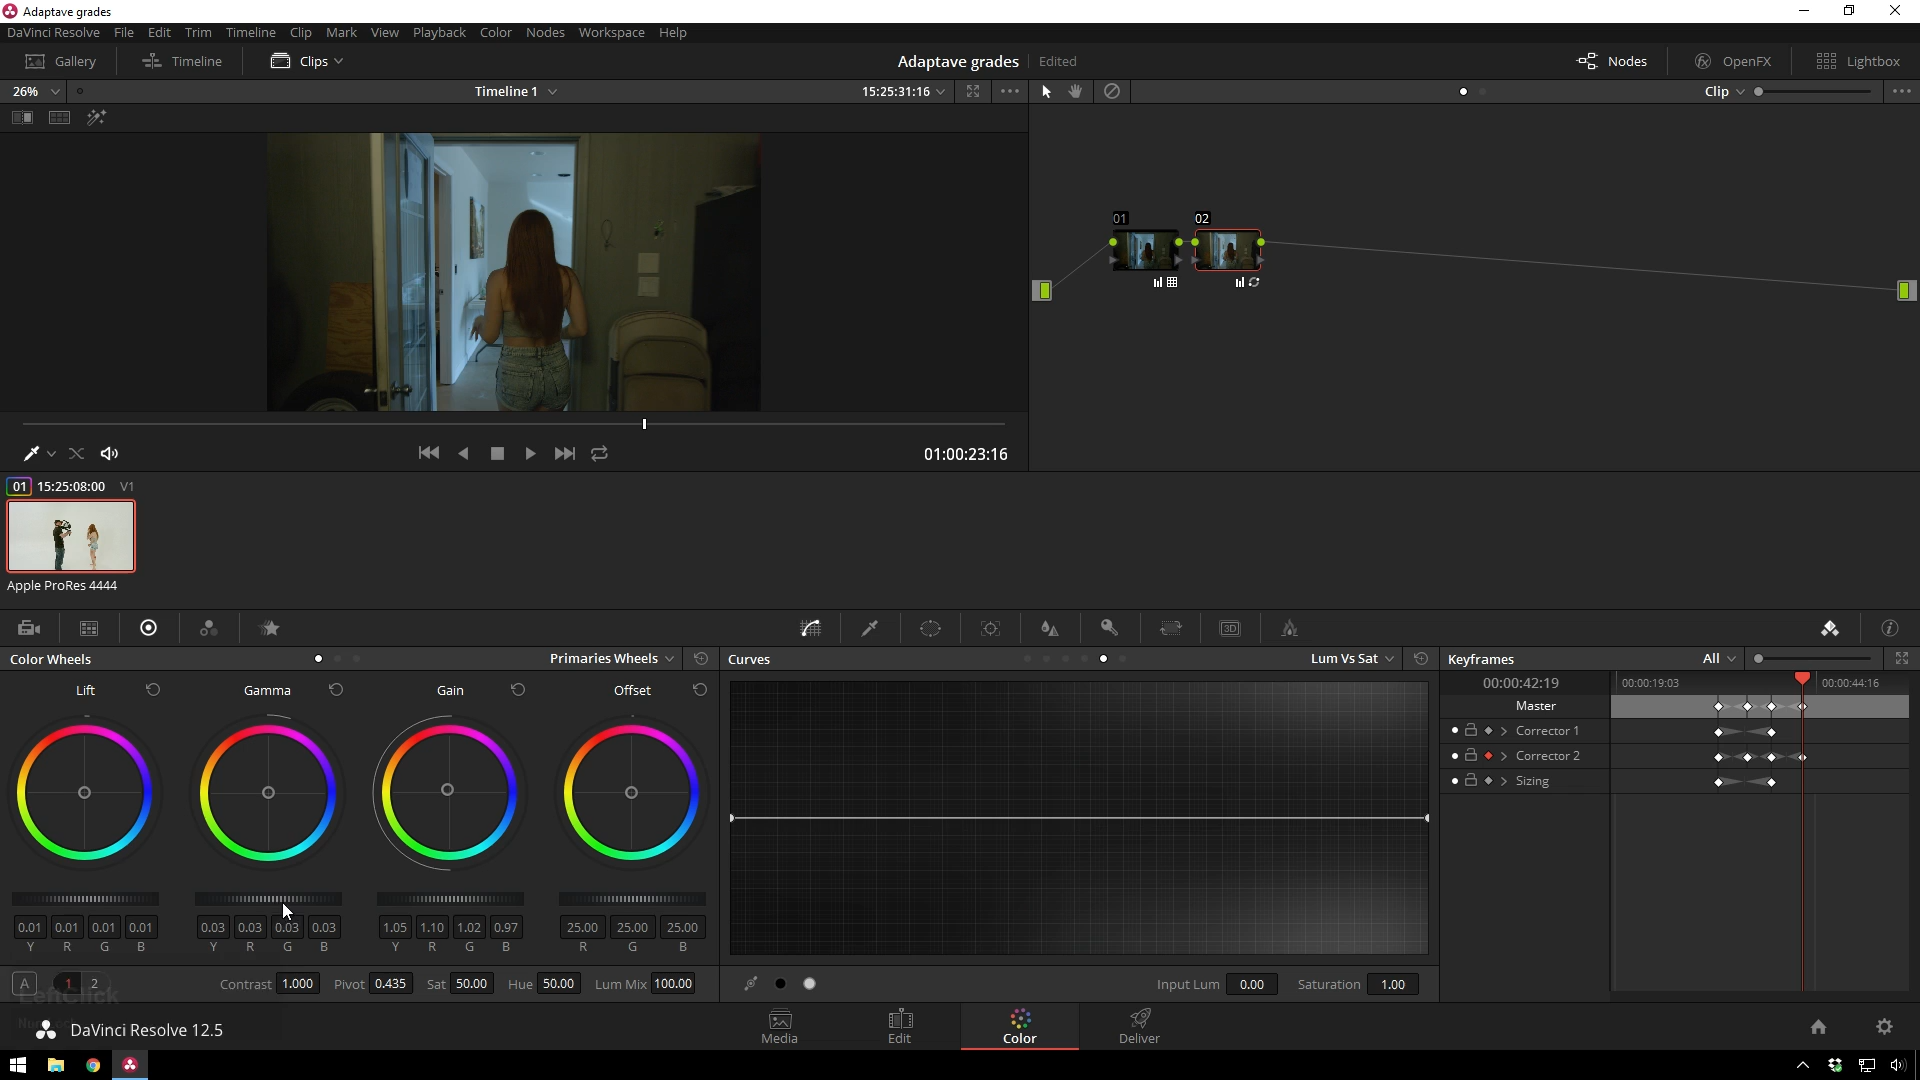 Adaptave grades
DaVinci Resolve File Edit Trim Timeline Clip Mark View Playback Color Nodes Workspace Help
Gallery Timeline Clips Adaptave grades Edited Nodes OpenFX Lightbox
26% Timeline 1 15:25:31:16 Clip
01 02
01:00:23:16
01 15:25:08:00 V1
Apple ProRes 4444
Color Wheels Primaries Wheels Curves Lum Vs Sat Keyframes All
Lift Gamma Gain Offset 00:00:42:19 00:00:19:03 00:00:44:16
Master
Corrector 1
Corrector 2
Sizing
0.01 0.01 0.01 0.01 0.03 0.03 0.03 0.03 1.05 1.10 1.02 0.97 25.00 25.00 25.00
Y R G B Y R G B Y R G B R G B
A 1 2 Contrast 1.000 Pivot 0.435 Sat 50.00 Hue 50.00 Lum Mix 100.00 Input Lum 0.00 Saturation 1.00
LeftClick
DaVinci Resolve 12.5
Media Edit Color Deliver
3D